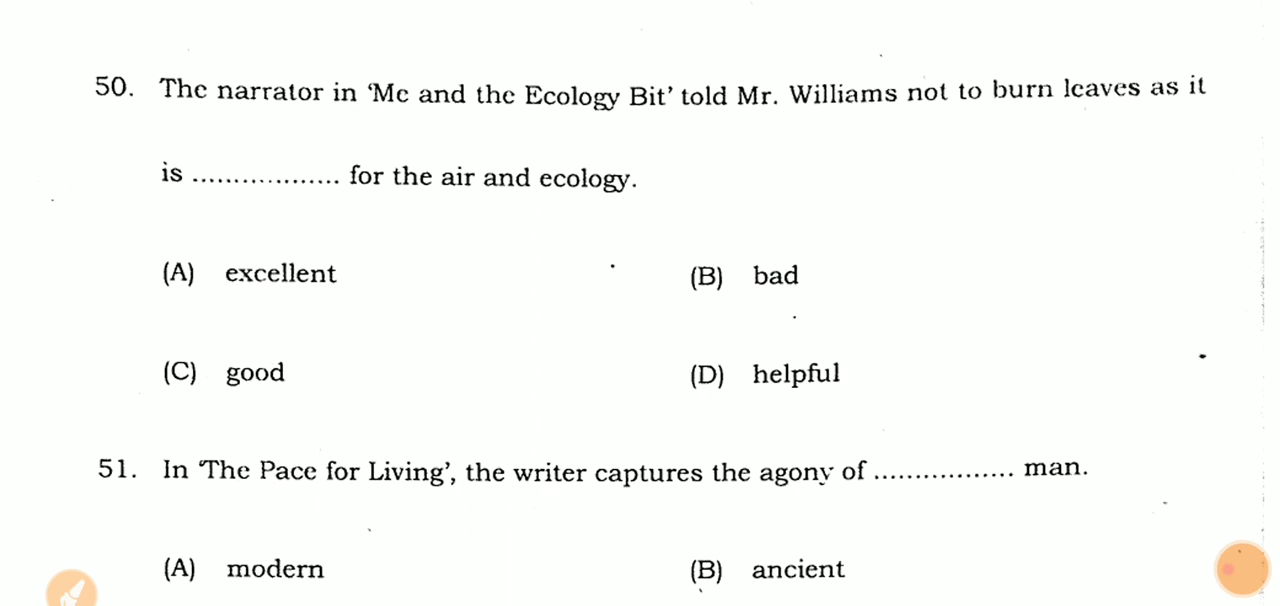 50. The narrator in ‘Me and the Ecology Bit’ told Mr. Williams not to burn leaves as it
is .................. for the air and ecology.
(A) excellent (B) bad
(C) good (D) helpful
51. In ‘The Pace for Living’, the writer captures the agony of ................. man.
(A) modern (B) ancient